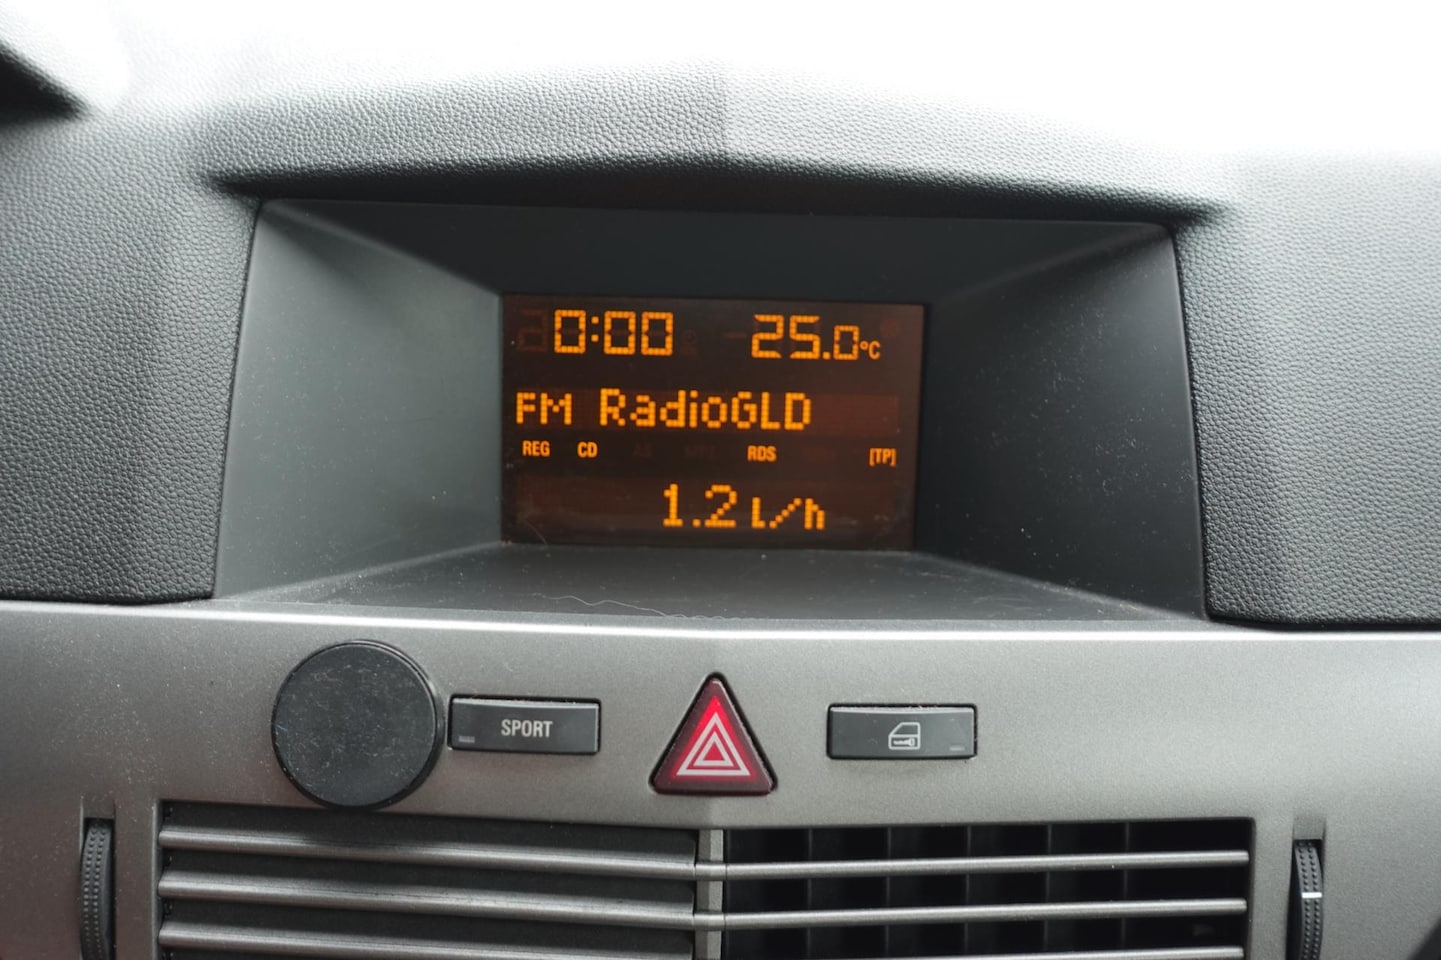 0:00 25.0°C
FM RadioGLD
REG CD RDS [TP]
1.2 l/h
SPORT